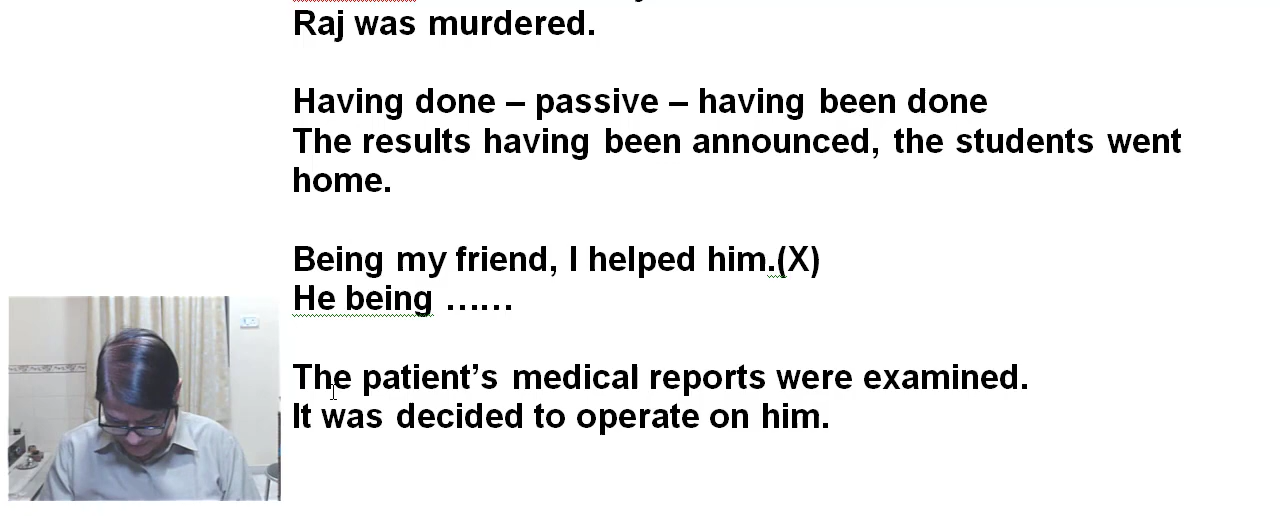 Raj was murdered.
Having done – passive – having been done
The results having been announced, the students went
home.
Being my friend, I helped him.(X)
He being ……
The patient’s medical reports were examined.
It was decided to operate on him.